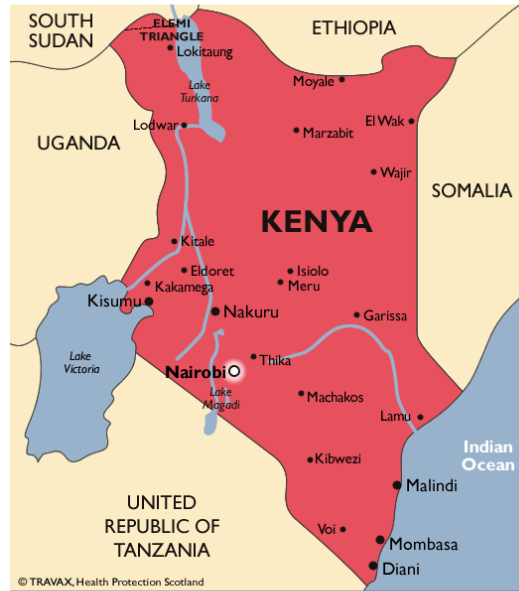 SOUTH
SUDAN
ELEMI
TRIANGLE
ETHIOPIA
Lokitaung
Lake
Turkana
Moyale
Lodwar
El Wak
Marzabit
UGANDA
Wajir
SOMALIA
KENYA
Kitale
Eldoret
Isiolo
Kakamega
Meru
Kisumu
Nakuru
Garissa
Lake
Victoria
Thika
Nairobi
Lake
Magadi
Machakos
Lamu
Indian
Ocean
Kibwezi
Malindi
UNITED
REPUBLIC OF
TANZANIA
Voi
Mombasa
Diani
© TRAVAX, Health Protection Scotland